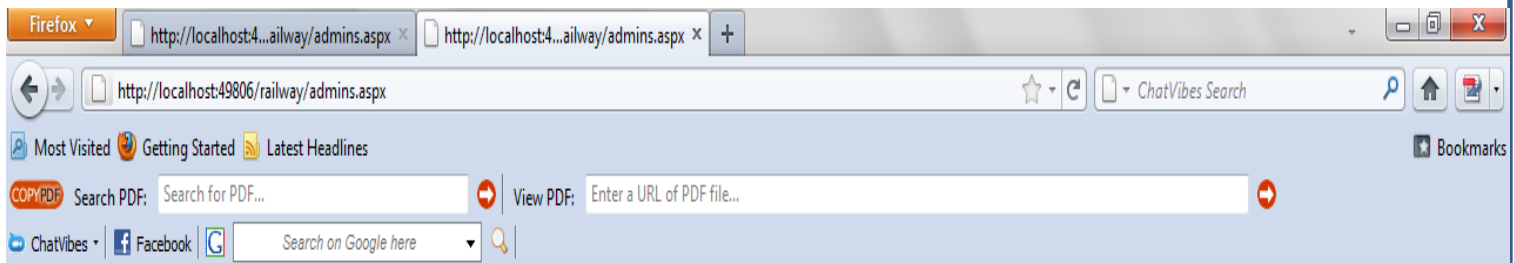 Firefox
http://localhost:4...ailway/admins.aspx × http://localhost:4...ailway/admins.aspx × +
http://localhost:49806/railway/admins.aspx ChatVibes Search
Most Visited Getting Started Latest Headlines Bookmarks
COPYPDF Search PDF: Search for PDF... View PDF: Enter a URL of PDF file...
ChatVibes Facebook G Search on Google here